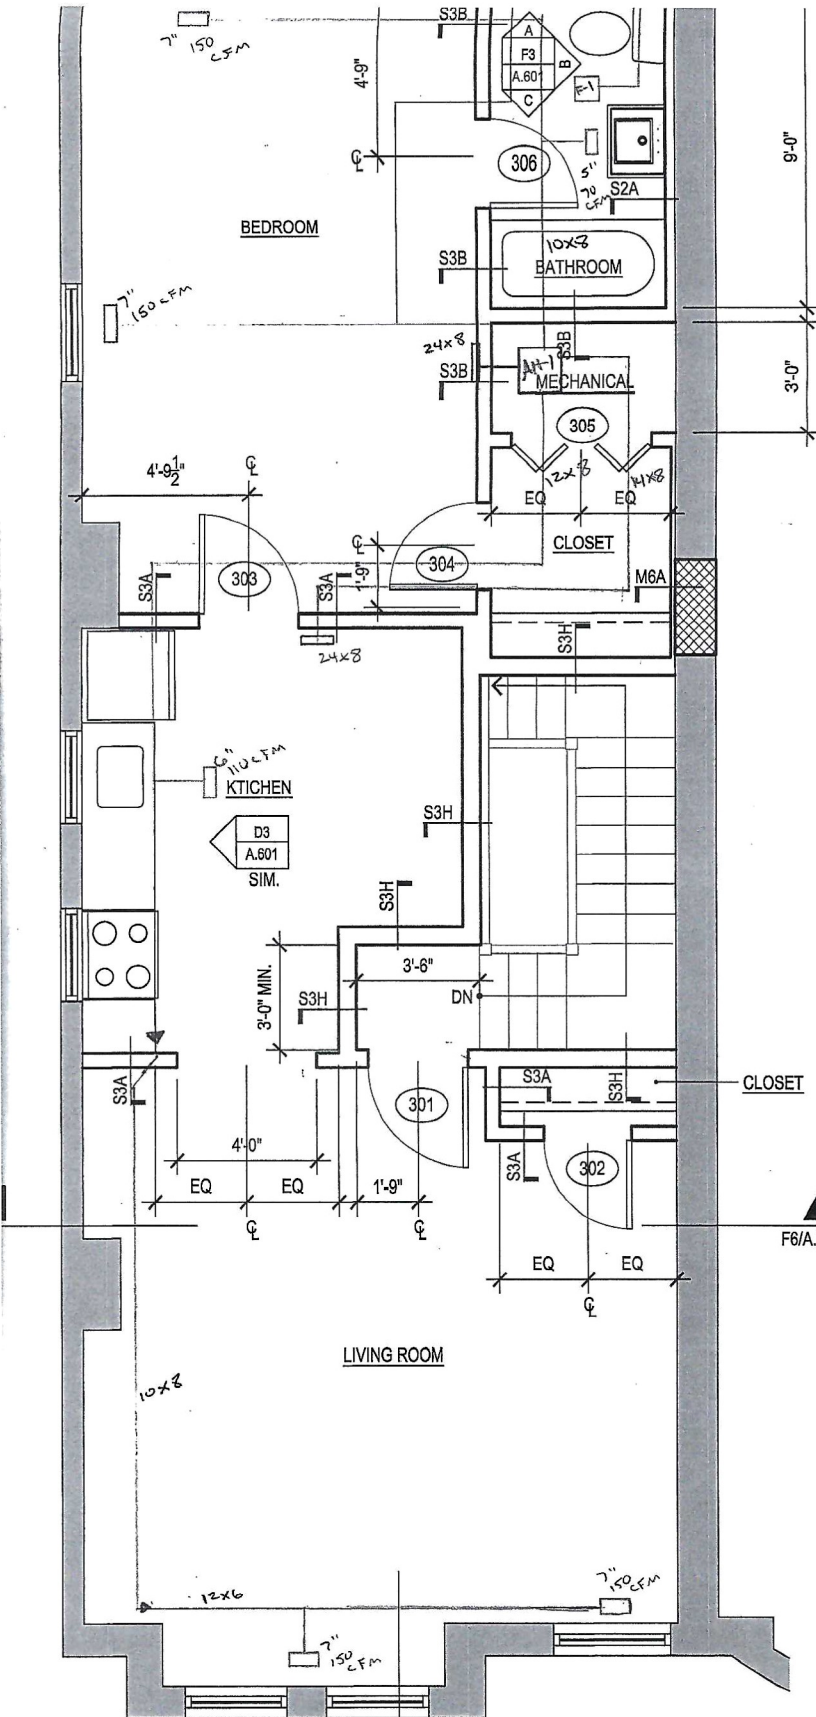 S3B
7" 150 CFM
4'-9"
A
F3
A.601
B
C
F-1
9'-0"
℄
306
5" 70 CFM
S2A
BEDROOM
10x8
BATHROOM
S3B
7" 150 CFM
24x8
S3B
AH-1
S3B
MECHANICAL
3'-0"
305
4'-9 1/2"
℄
12x8
14x8
EQ
EQ
℄
CLOSET
303
304
1'-9"
S3A
S3A
M6A
24x8
S3H
6" 110 CFM
KTICHEN
S3H
D3
A.601
SIM.
S3H
3'-0" MIN.
3'-6"
S3H
DN
S3A
S3A
S3H
CLOSET
301
4'-0"
S3A
302
EQ
EQ
1'-9"
℄
℄
F6/A.
EQ
EQ
℄
LIVING ROOM
10x8
12x6
7" 150 CFM
7" 150 CFM